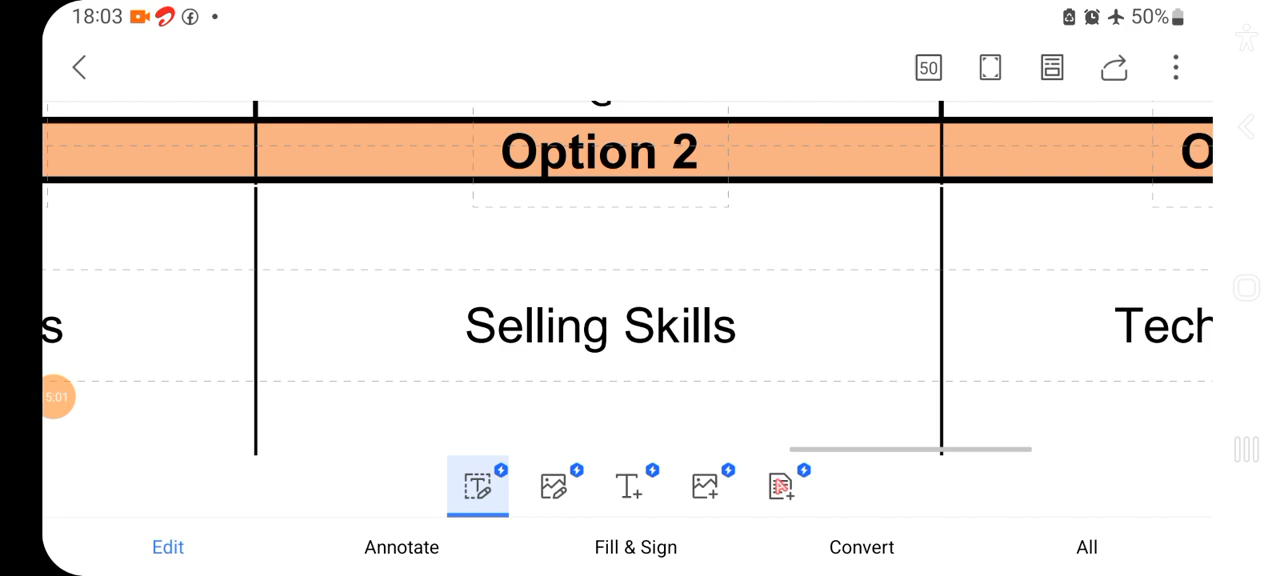 18:03
50%
50
Option 2
O
s
Selling Skills
Tech
5:01
Edit
Annotate
Fill & Sign
Convert
All